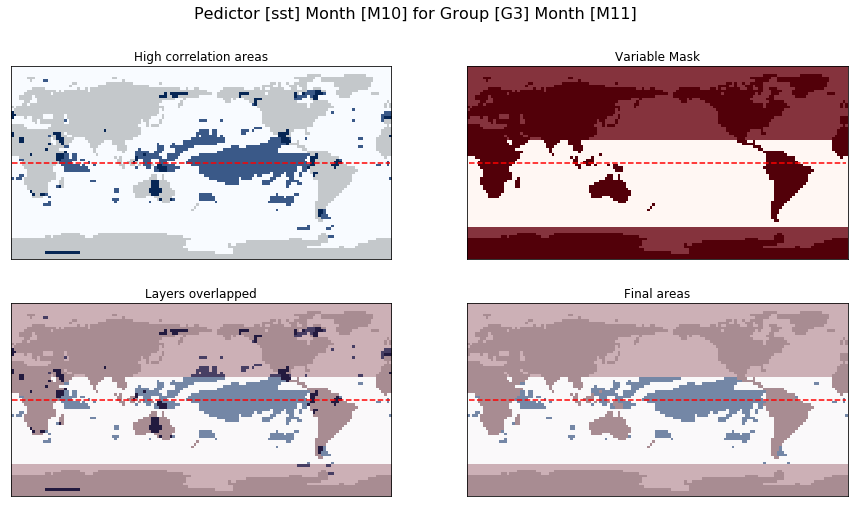 Pedictor [sst] Month [M10] for Group [G3] Month [M11]
High correlation areas
Variable Mask
Layers overlapped
Final areas